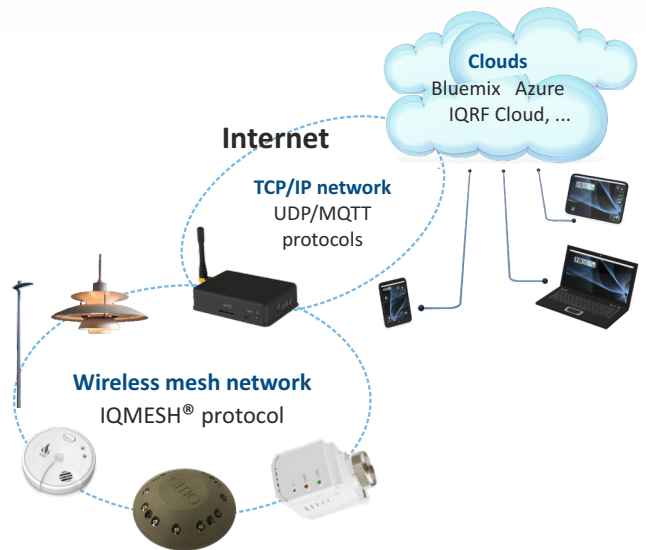 Clouds
Bluemix Azure
IQRF Cloud, ...
Internet
TCP/IP network
UDP/MQTT
protocols
Wireless mesh network
IQMESH® protocol